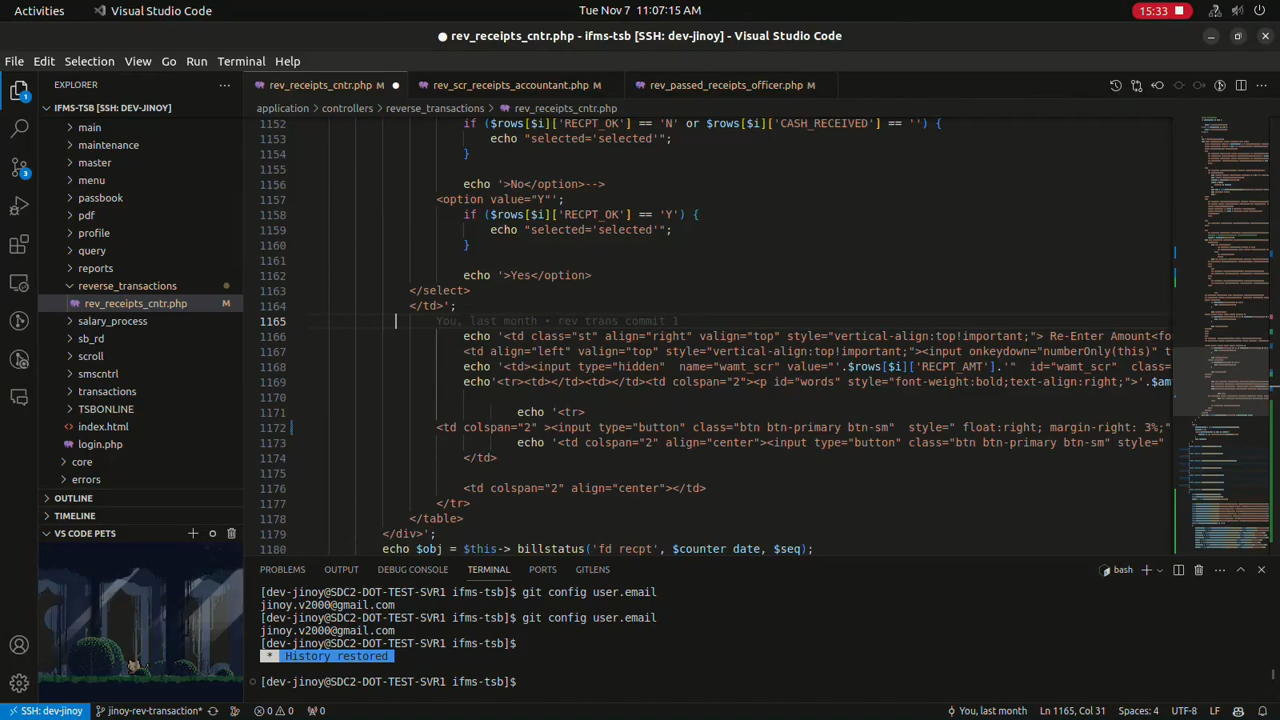 Activities
Visual Studio Code
Tue Nov 7 11:07:15 AM
15:33
rev_receipts_cntr.php - ifms-tsb [SSH: dev-jinoy] - Visual Studio Code
File Edit Selection View Go Run Terminal Help
EXPLORER
rev_receipts_cntr.php M
rev_scr_receipts_accountant.php M
rev_passed_receipts_officer.php M
IFMS-TSB [SSH: DEV-JINOY]
main
maintenance
master
menu
passbook
pdf
profile
query
reports
reverse_transactions
rev_receipts_cntr.php M
salary_process
sb_rd
scroll
smscntrl
transactions
TSBONLINE
index.html
login.php
core
errors
OUTLINE
TIMELINE
VS CODE PETS
application > controllers > reverse_transactions > rev_receipts_cntr.php
1152 if ($rows[$i]['RECPT_OK'] == 'N' or $rows[$i]['CASH_RECEIVED'] == '') {
1153 echo "selected='selected'";
1154 }
1155
1156 echo '>No</option>-->
1157 <option value="Y"';
1158 if ($rows[$i]['RECPT_OK'] == 'Y') {
1159 echo "selected='selected'";
1160 }
1161
1162 echo '>Yes</option>
1163 </select>
1164 </td>';
1165 You, last month • rev trans commit 1
1166 echo '<td class="st" align="right" valign="top" style="vertical-align:top!important;"> Re-Enter Amount<fo
1167 <td align="left" valign="top" style="vertical-align:top!important;"><input onkeydown="numberOnly(this)" t
1168 echo '<td><input type="hidden" name="wamt_scr" value="'.$rows[$i]['RECPT_AMT'].'" id="wamt_scr" class=
1169 echo'<tr><td></td><td></td><td colspan="2"><p id="words" style="font-weight:bold;text-align:right;">'.$am
1170
1171 echo '<tr>
1172 <td colspan="2" ><input type="button" class="btn btn-primary btn-sm" style=" float:right; margin-right: 3%;"
1173 echo '<td colspan="2" align="center"><input type="button" class="btn btn-primary btn-sm" style="
1174 </td>
1175
1176 <td colspan="2" align="center"></td>
1177 </tr>
1178 </table>
1179 </div>';
1180 echo $obj = $this->bill status('fd recpt', $counter date, $seq);
PROBLEMS OUTPUT DEBUG CONSOLE TERMINAL PORTS GITLENS
bash
[dev-jinoy@SDC2-DOT-TEST-SVR1 ifms-tsb]$ git config user.email
jinoy.v2000@gmail.com
[dev-jinoy@SDC2-DOT-TEST-SVR1 ifms-tsb]$ git config user.email
jinoy.v2000@gmail.com
[dev-jinoy@SDC2-DOT-TEST-SVR1 ifms-tsb]$
* History restored
[dev-jinoy@SDC2-DOT-TEST-SVR1 ifms-tsb]$
SSH: dev-jinoy jinoy-rev-transaction* 0 0 0 You, last month Ln 1165, Col 31 Spaces: 4 UTF-8 LF